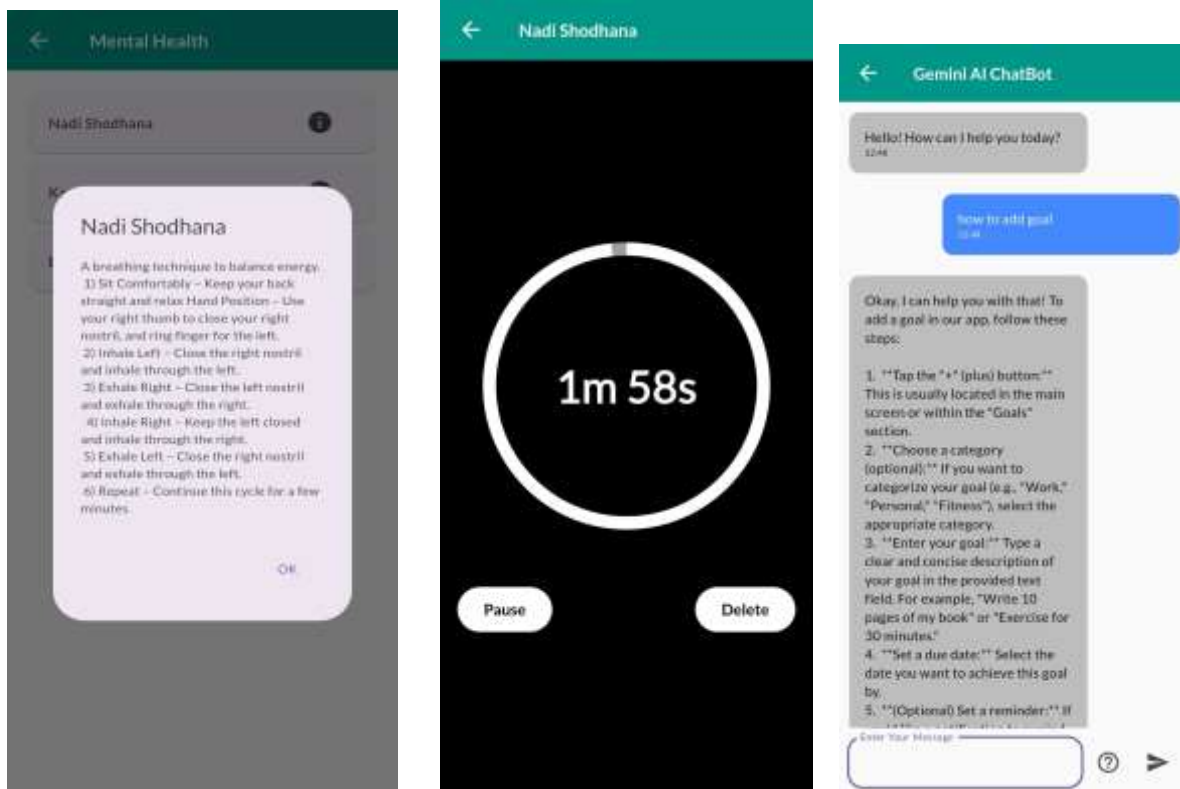 Mental Health
Nadi Shodhana
Nadi Shodhana
A breathing technique to balance energy.
1) Sit Comfortably – Keep your back
straight and relax Hand Position – Use
your right thumb to close your right
nostril, and ring finger for the left.
2) Inhale Left – Close the right nostril
and inhale through the left.
3) Exhale Right – Close the left nostril
and exhale through the right.
4) Inhale Right – Keep the left closed
and inhale through the right.
5) Exhale Left – Close the right nostril
and exhale through the left.
6) Repeat – Continue this cycle for a few
minutes.
OK
Nadi Shodhana
1m 58s
Pause
Delete
Gemini AI ChatBot
Hello! How can I help you today?
12:48
how to add goal
Okay, I can help you with that! To
add a goal in our app, follow these
steps:
1. **Tap the "+" (plus) button:**
This is usually located in the main
screen or within the "Goals"
section.
2. **Choose a category
(optional):** If you want to
categorize your goal (e.g., "Work,"
"Personal," "Fitness"), select the
appropriate category.
3. **Enter your goal:** Type a
clear and concise description of
your goal in the provided text
field. For example, "Write 10
pages of my book" or "Exercise for
30 minutes."
4. **Set a due date:** Select the
date you want to achieve this goal
by.
5. **(Optional) Set a reminder:** If
Enter Your Message